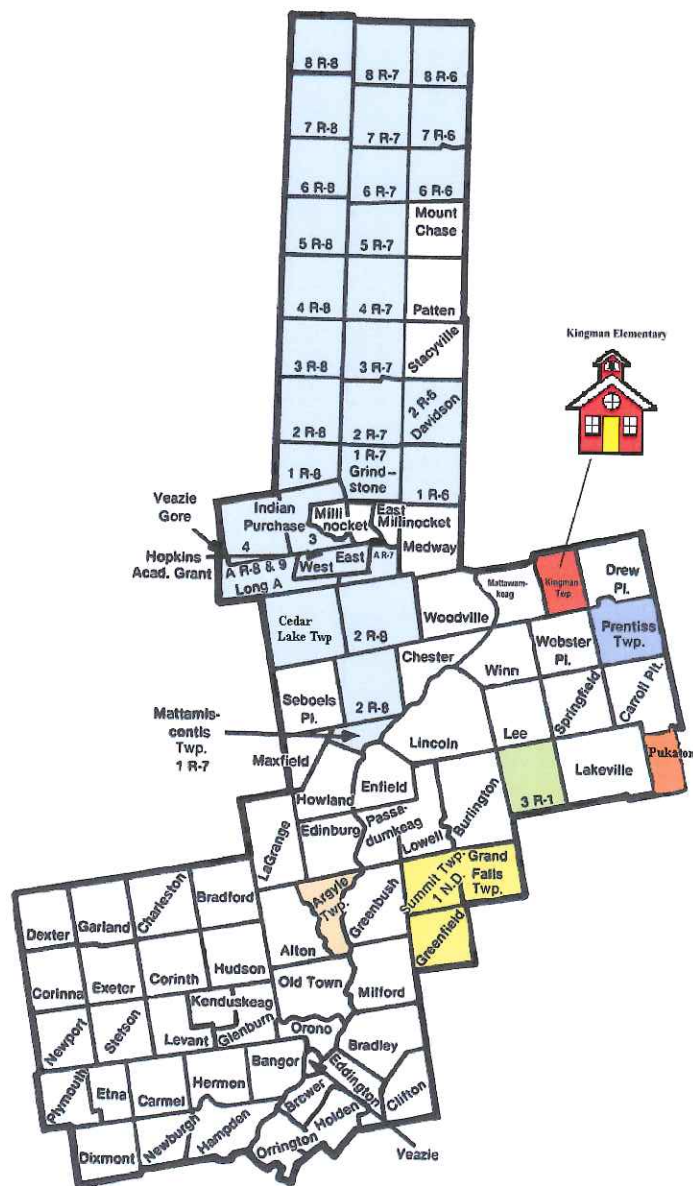 8 R-8
8 R-7
8 R-6
7 R-8
7 R-7
7 R-6
6 R-8
6 R-7
6 R-6
Mount
Chase
5 R-8
5 R-7
4 R-8
4 R-7
Patten
Kingman Elementary
3 R-8
3 R-7
Stacyville
2 R-8
2 R-7
2 R-6
Davidson
1 R-8
1 R-7
Grind-
stone
1 R-6
Veazie
Gore
Indian
Purchase
4
3
Milli
nocket
East
Millinocket
Hopkins
Acad. Grant
A R-8 & 9
Long A
West
East
A R-7
Medway
Mattawam-
keag
Kingman
Twp
Drew
Pl.
Cedar
Lake Twp
2 R-8
Woodville
Prentiss
Twp.
Chester
Winn
Webster
Pl.
Springfield
Carroll Plt.
Seboeis
Pl.
2 R-8
Mattamis-
contis
Twp.
1 R-7
Lincoln
Lee
Maxfield
Pukaton
Lakeville
Howland
Enfield
3 R-1
LaGrange
Edinburg
Passa-
dumkeag
Lowell
Burlington
Summit Twp.
1 N.D.
Grand
Falls
Twp.
Dexter
Garland
Charleston
Bradford
Alton
Argyle
Twp.
Greenbush
Greenfield
Corinna
Exeter
Corinth
Hudson
Old Town
Milford
Newport
Stetson
Levant
Kenduskeag
Glenburn
Orono
Bradley
Plymouth
Etna
Carmel
Hermon
Bangor
Eddington
Clifton
Dixmont
Newburgh
Hampden
Brewer
Holden
Orrington
Veazie